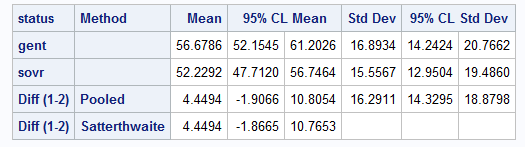 status Method Mean 95% CL Mean Std Dev 95% CL Std Dev
gent 56.6786 52.1545 61.2026 16.8934 14.2424 20.7662
sovr 52.2292 47.7120 56.7464 15.5567 12.9504 19.4860
Diff (1-2) Pooled 4.4494 -1.9066 10.8054 16.2911 14.3295 18.8798
Diff (1-2) Satterthwaite 4.4494 -1.8665 10.7653